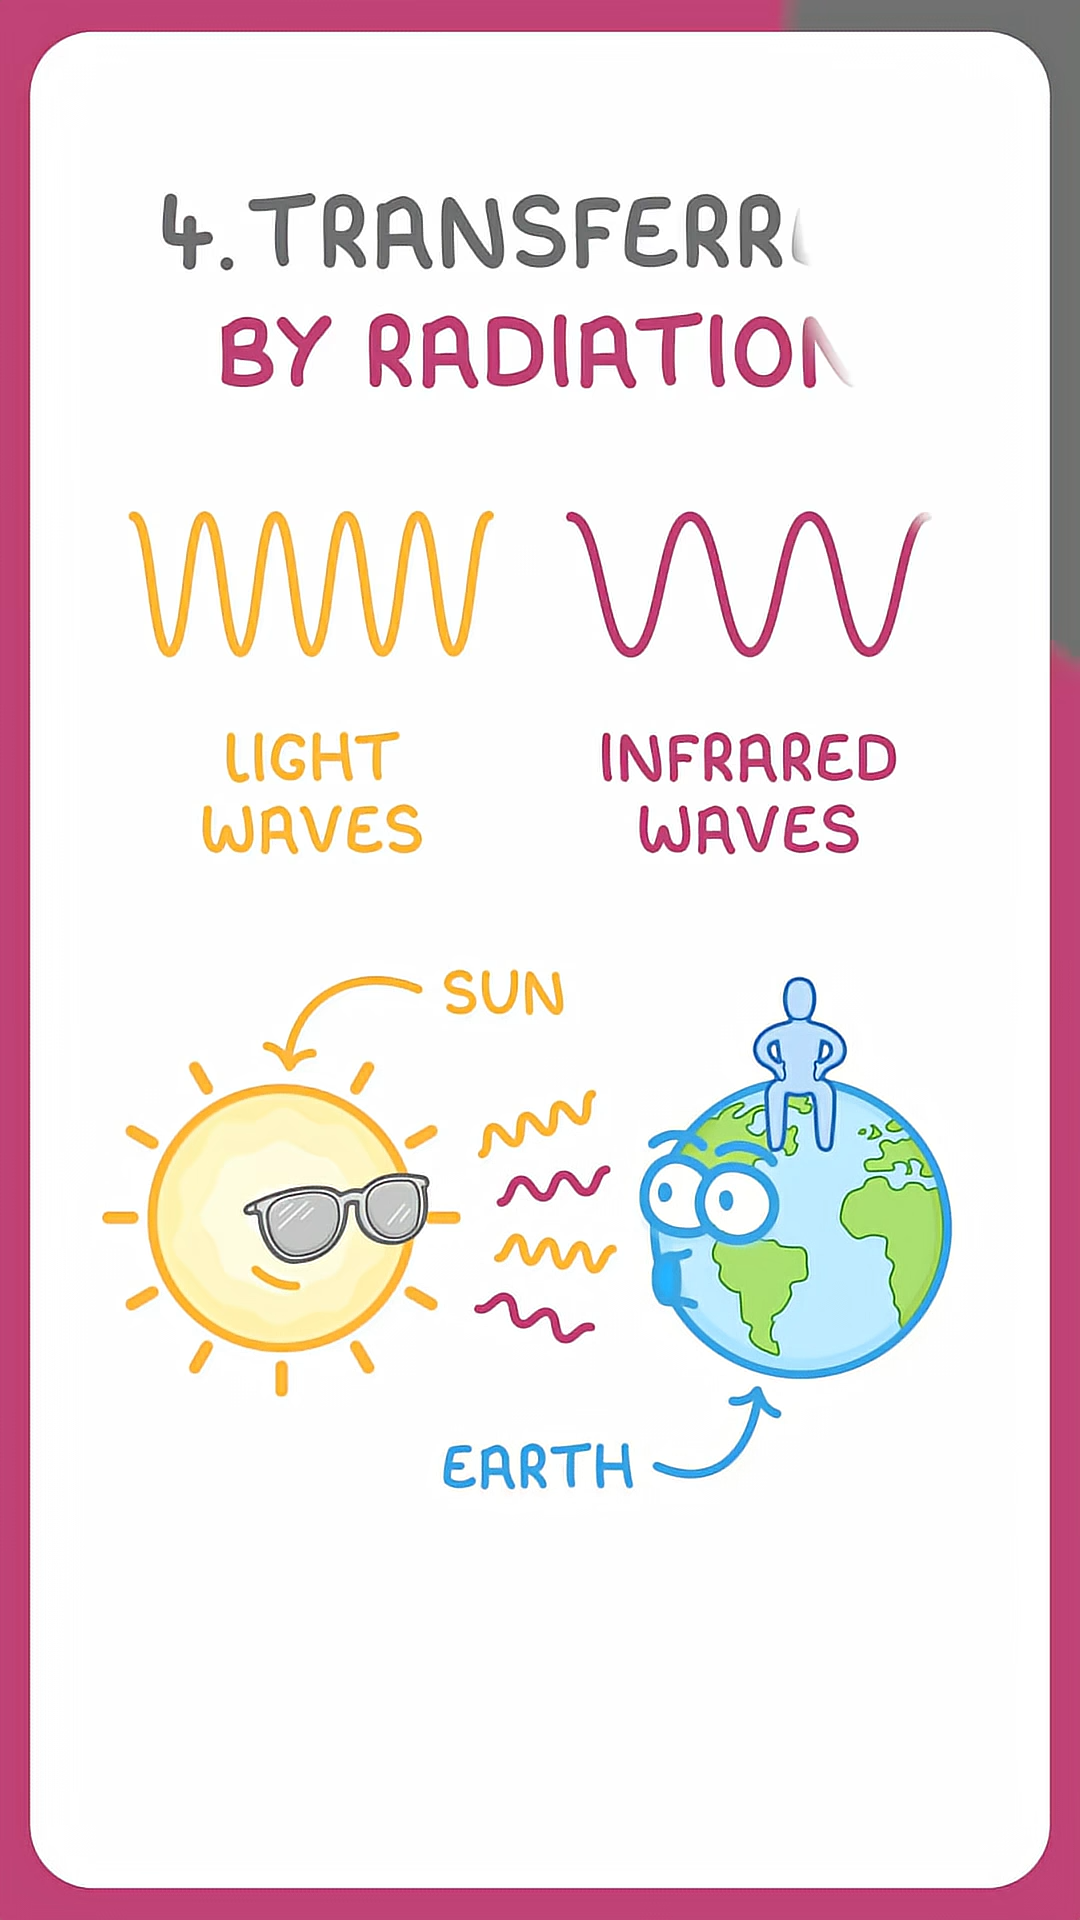 4. TRANSFERR
BY RADIATION
LIGHT
WAVES
INFRARED
WAVES
SUN
EARTH